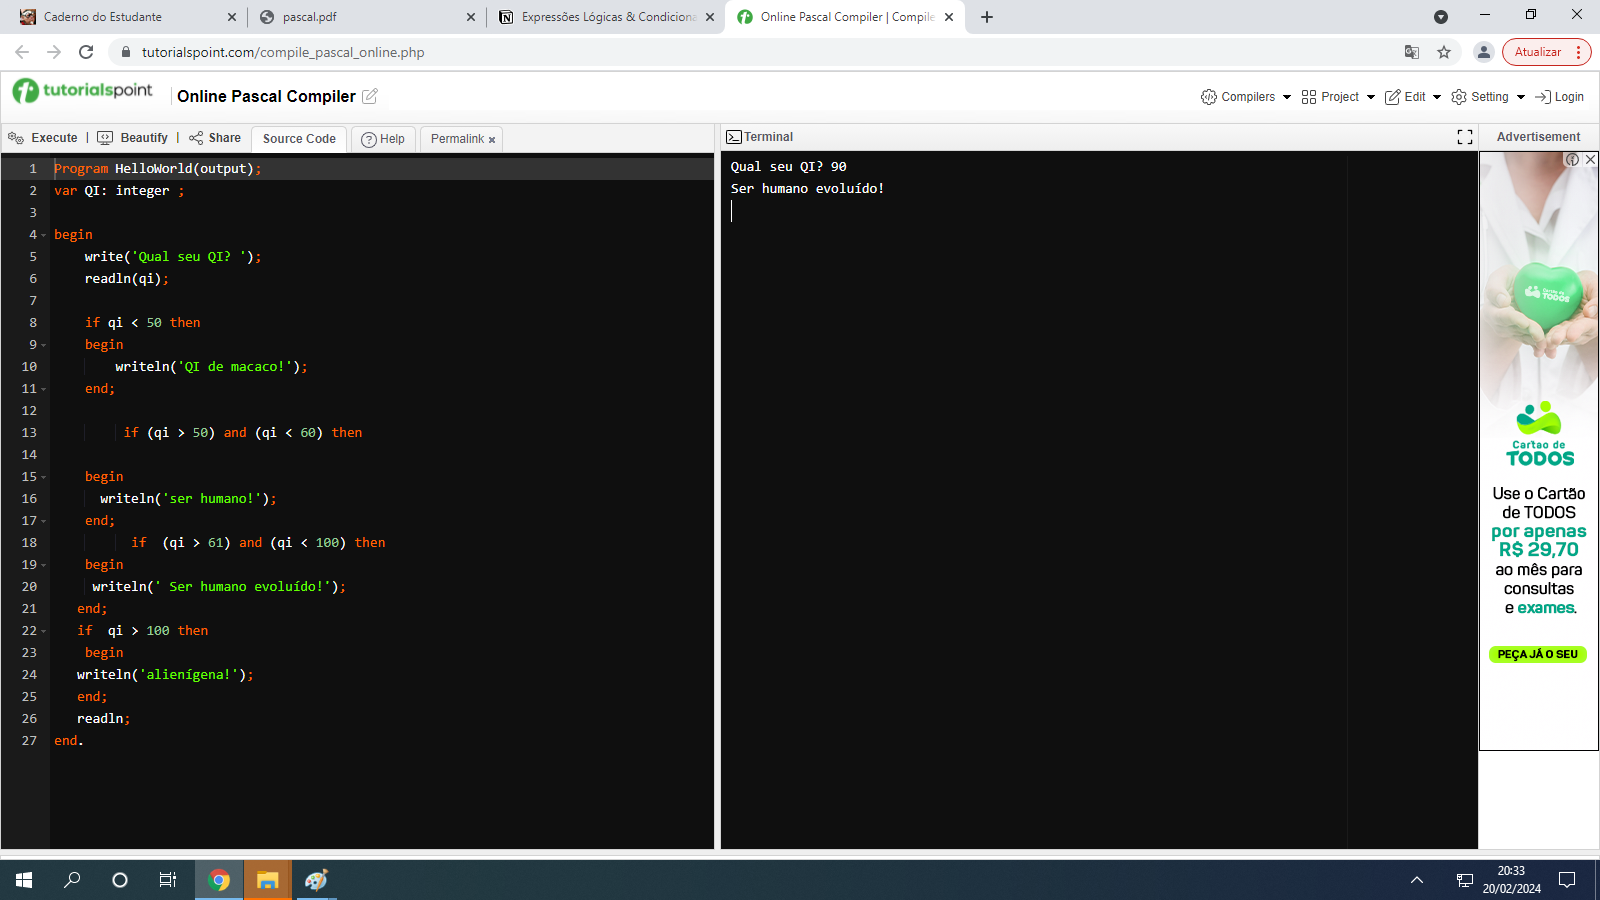 Caderno do Estudante
pascal.pdf
Expressões Lógicas & Condiciona
Online Pascal Compiler | Compile
tutorialspoint.com/compile_pascal_online.php
Atualizar
tutorialspoint
Online Pascal Compiler
Compilers
Project
Edit
Setting
Login
Execute | Beautify | Share
Source Code
Help
Permalink
Terminal
Advertisement
1 Program HelloWorld(output);
2 var QI: integer ;
3
4 begin
5 write('Qual seu QI? ');
6 readln(qi);
7
8 if qi < 50 then
9 begin
10 writeln('QI de macaco!');
11 end;
12
13 if (qi > 50) and (qi < 60) then
14
15 begin
16 writeln('ser humano!');
17 end;
18 if  (qi > 61) and (qi < 100) then
19 begin
20 writeln(' Ser humano evoluído!');
21 end;
22 if  qi > 100 then
23 begin
24 writeln('alienígena!');
25 end;
26 readln;
27 end.
Qual seu QI? 90
Ser humano evoluído!
Cartão de
TODOS
Cartao de
TODOS
Use o Cartão
de TODOS
por apenas
R$ 29,70
ao mês para
consultas
e exames.
PEÇA JÁ O SEU
20:33
20/02/2024